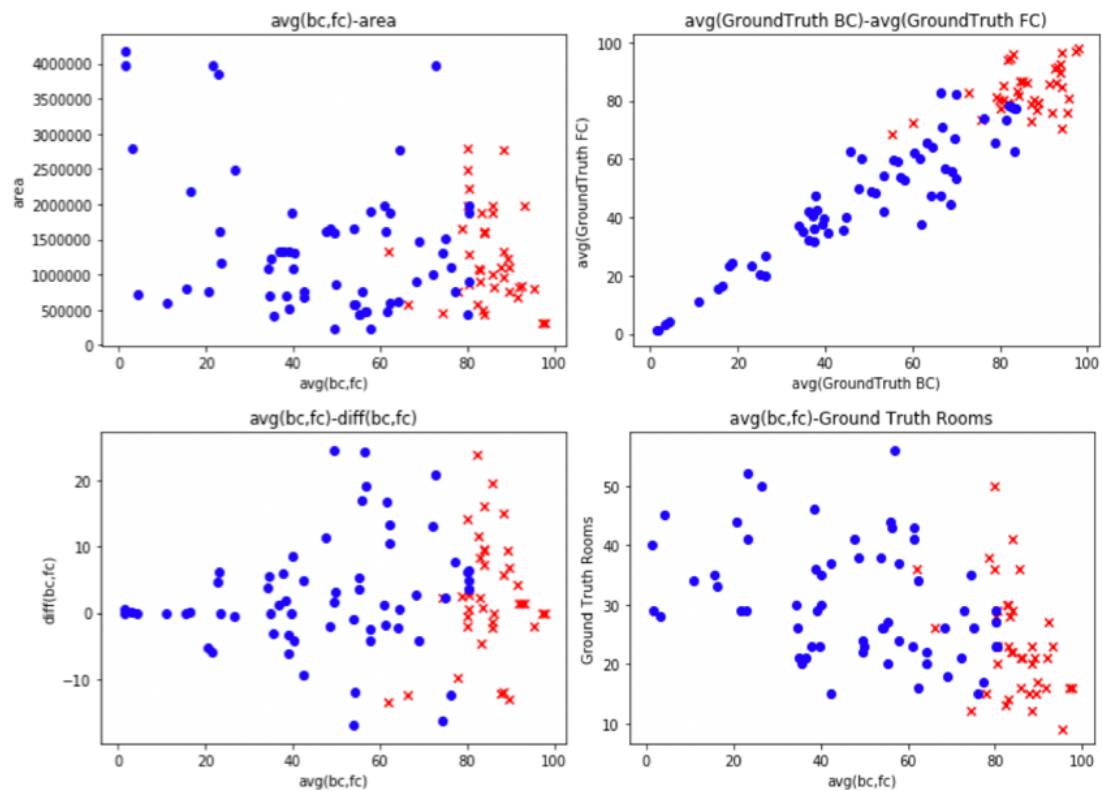 avg(bc,fc)-area
area
4000000
3500000
3000000
2500000
2000000
1500000
1000000
500000
0
0 20 40 60 80 100
avg(bc,fc)
avg(GroundTruth BC)-avg(GroundTruth FC)
avg(GroundTruth FC)
100
80
60
40
20
0
0 20 40 60 80 100
avg(GroundTruth BC)
avg(bc,fc)-diff(bc,fc)
diff(bc,fc)
20
10
0
−10
0 20 40 60 80 100
avg(bc,fc)
avg(bc,fc)-Ground Truth Rooms
Ground Truth Rooms
50
40
30
20
10
0 20 40 60 80 100
avg(bc,fc)